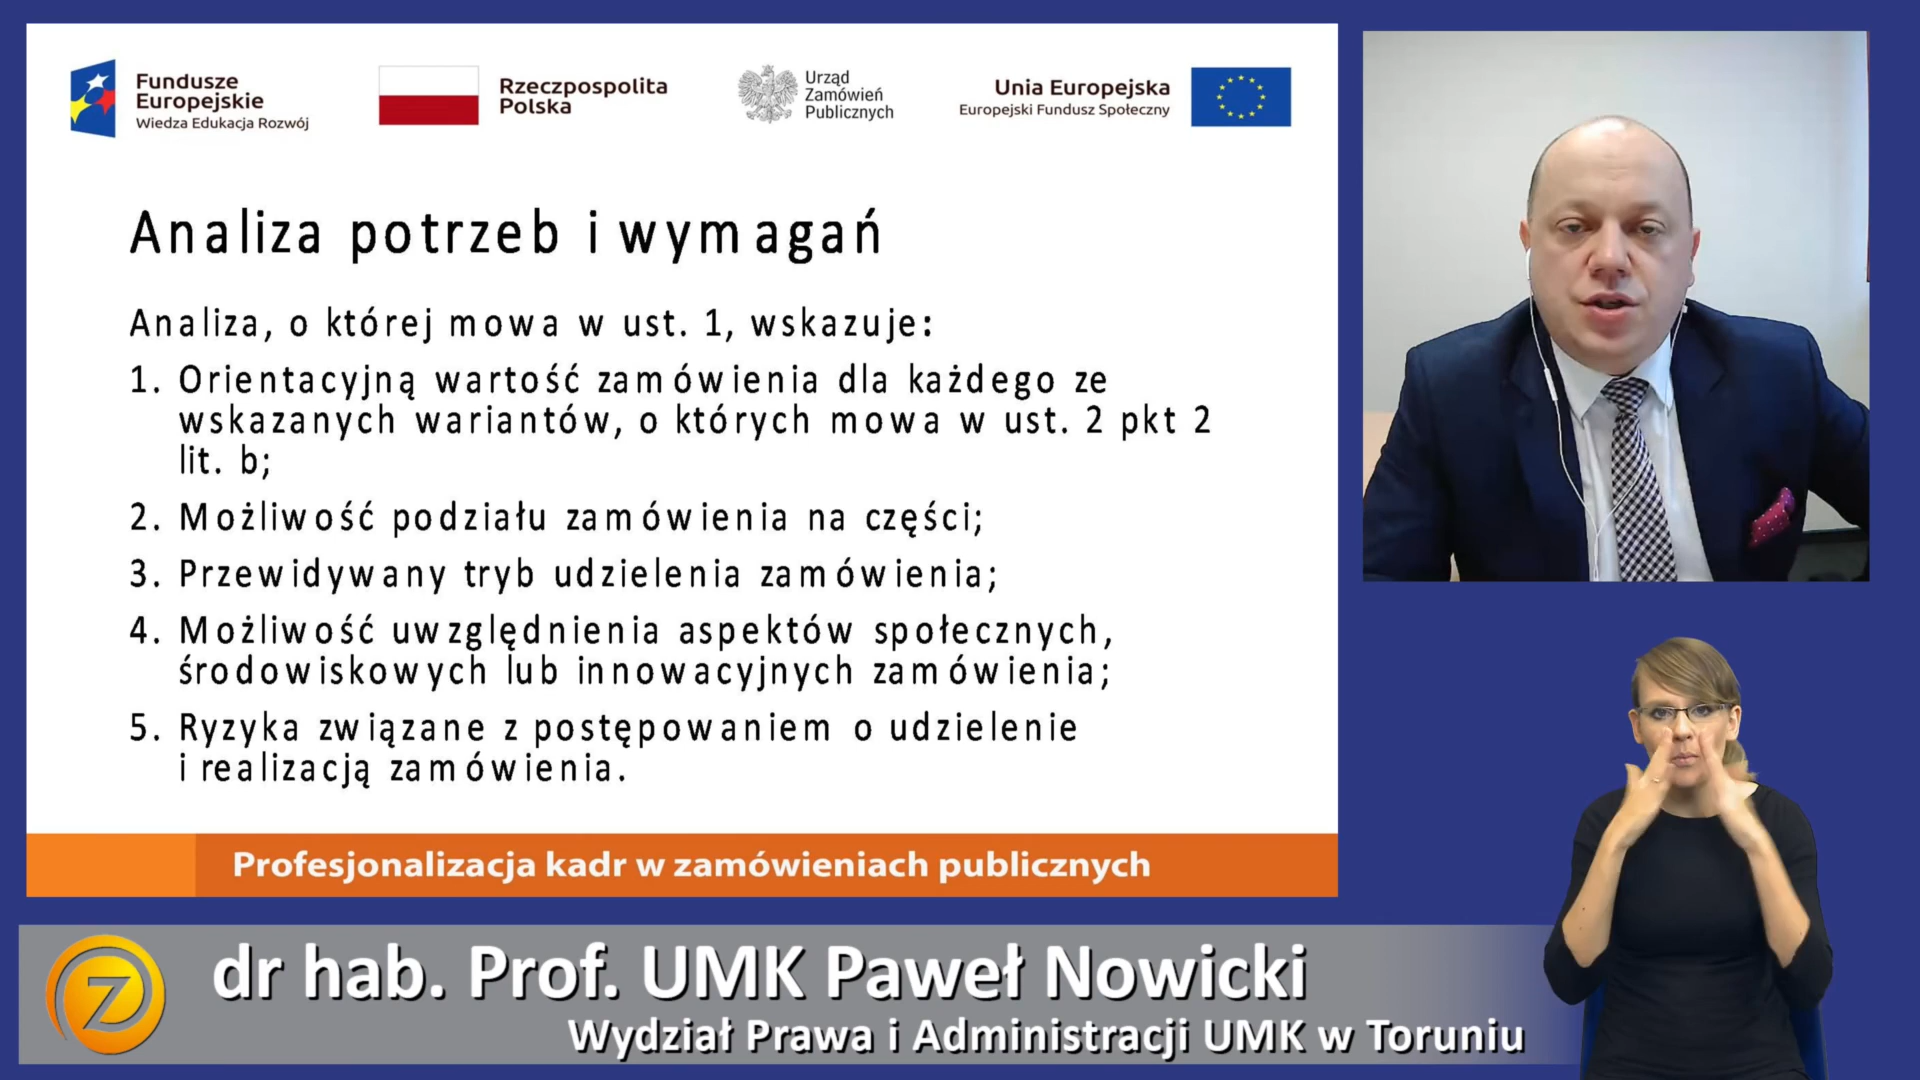 Fundusze
Europejskie
Wiedza Edukacja Rozwój
Rzeczpospolita
Polska
Urząd
Zamówień
Publicznych
Unia Europejska
Europejski Fundusz Społeczny
Analiza potrzeb i wymagań
Analiza, o której mowa w ust. 1, wskazuje:
1. Orientacyjną wartość zamówienia dla każdego ze
wskazanych wariantów, o których mowa w ust. 2 pkt 2
lit. b;
2. Możliwość podziału zamówienia na części;
3. Przewidywany tryb udzielenia zamówienia;
4. Możliwość uwzględnienia aspektów społecznych,
środowiskowych lub innowacyjnych zamówienia;
5. Ryzyka związane z postępowaniem o udzielenie
i realizacją zamówienia.
Profesjonalizacja kadr w zamówieniach publicznych
Z
dr hab. Prof. UMK Paweł Nowicki
Wydział Prawa i Administracji UMK w Toruniu